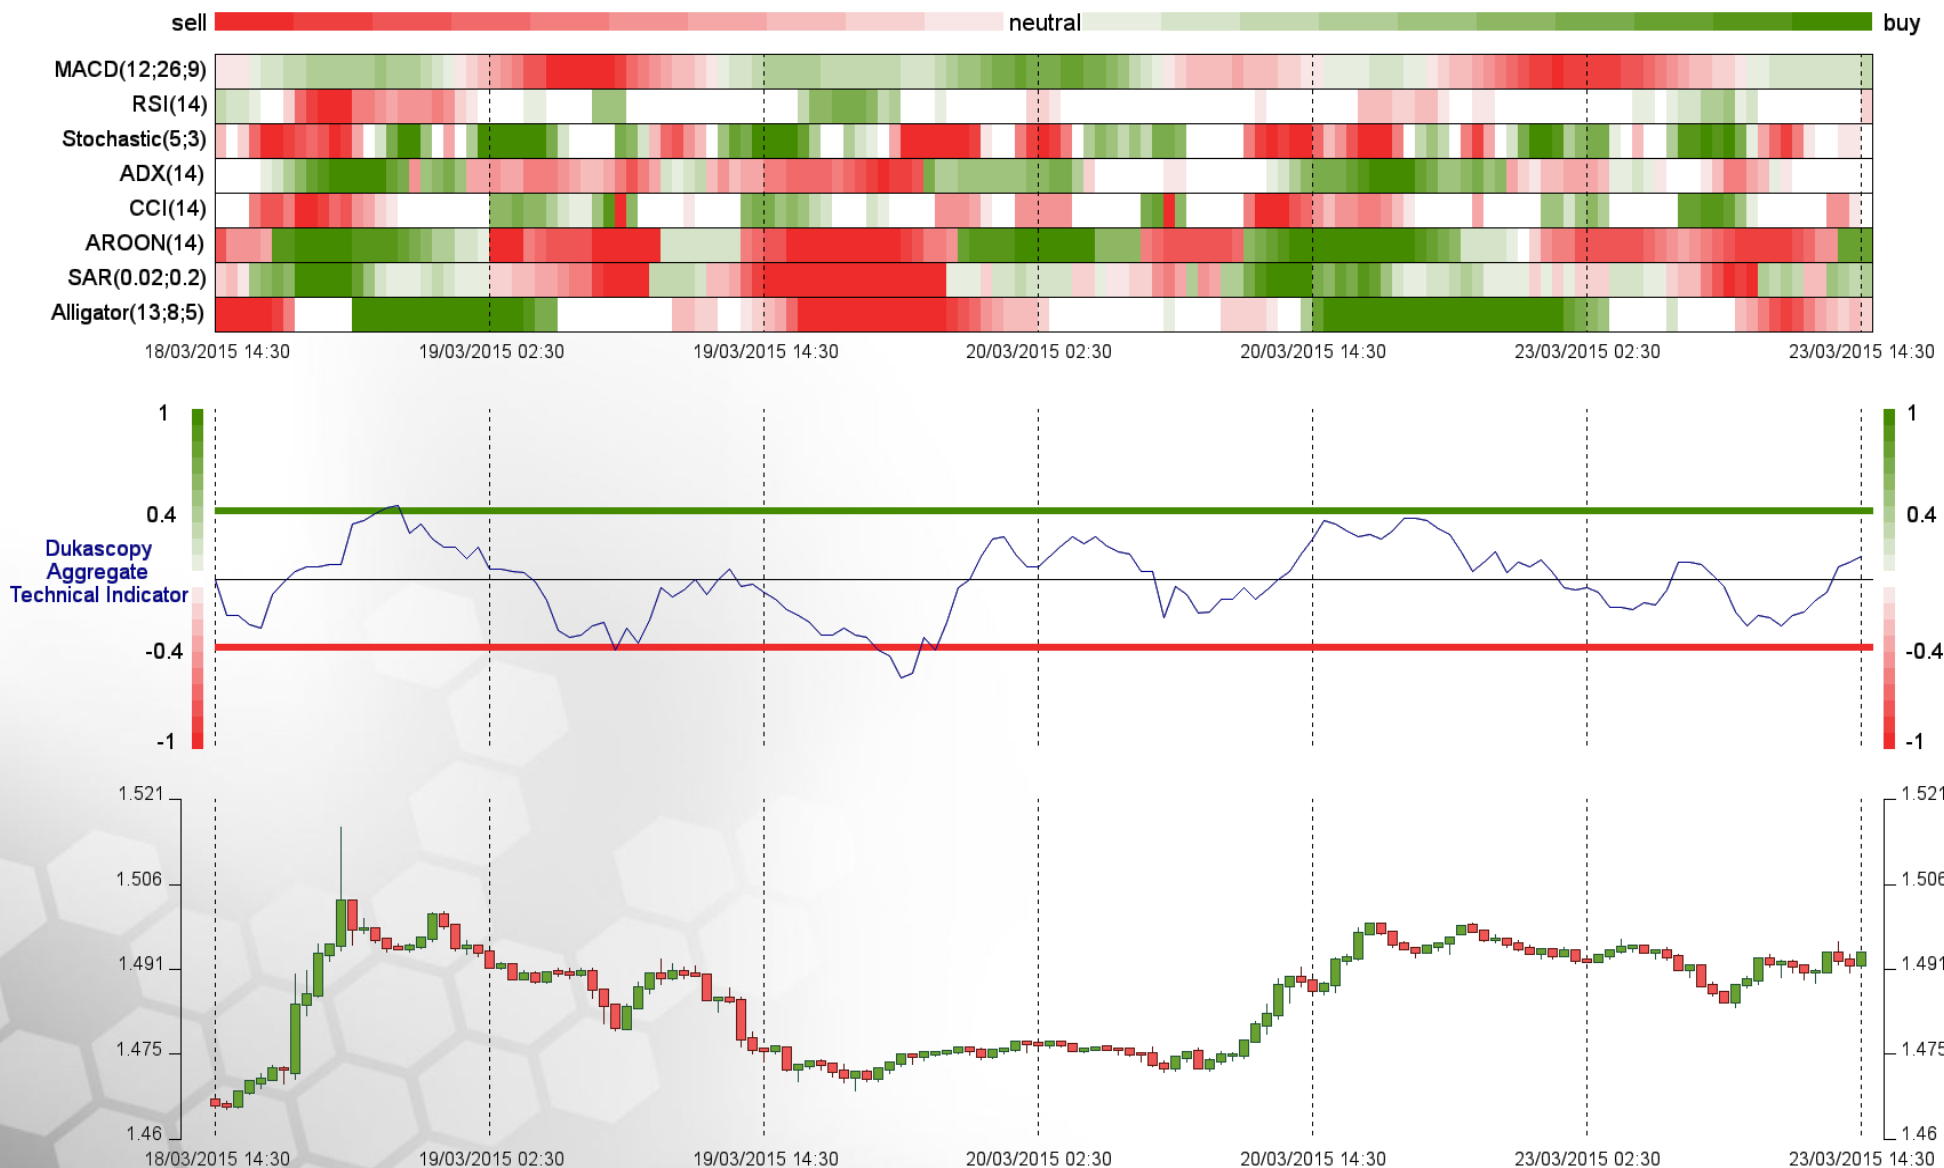 sell neutral buy
MACD(12;26;9)
RSI(14)
Stochastic(5;3)
ADX(14)
CCI(14)
AROON(14)
SAR(0.02;0.2)
Alligator(13;8;5)
18/03/2015 14:30 19/03/2015 02:30 19/03/2015 14:30 20/03/2015 02:30 20/03/2015 14:30 23/03/2015 02:30 23/03/2015 14:30
1 1
0.4 0.4
Dukascopy
Aggregate
Technical Indicator
-0.4 -0.4
-1 -1
1.521 1.521
1.506 1.506
1.491 1.491
1.475 1.475
1.46 1.46
18/03/2015 14:30 19/03/2015 02:30 19/03/2015 14:30 20/03/2015 02:30 20/03/2015 14:30 23/03/2015 02:30 23/03/2015 14:30